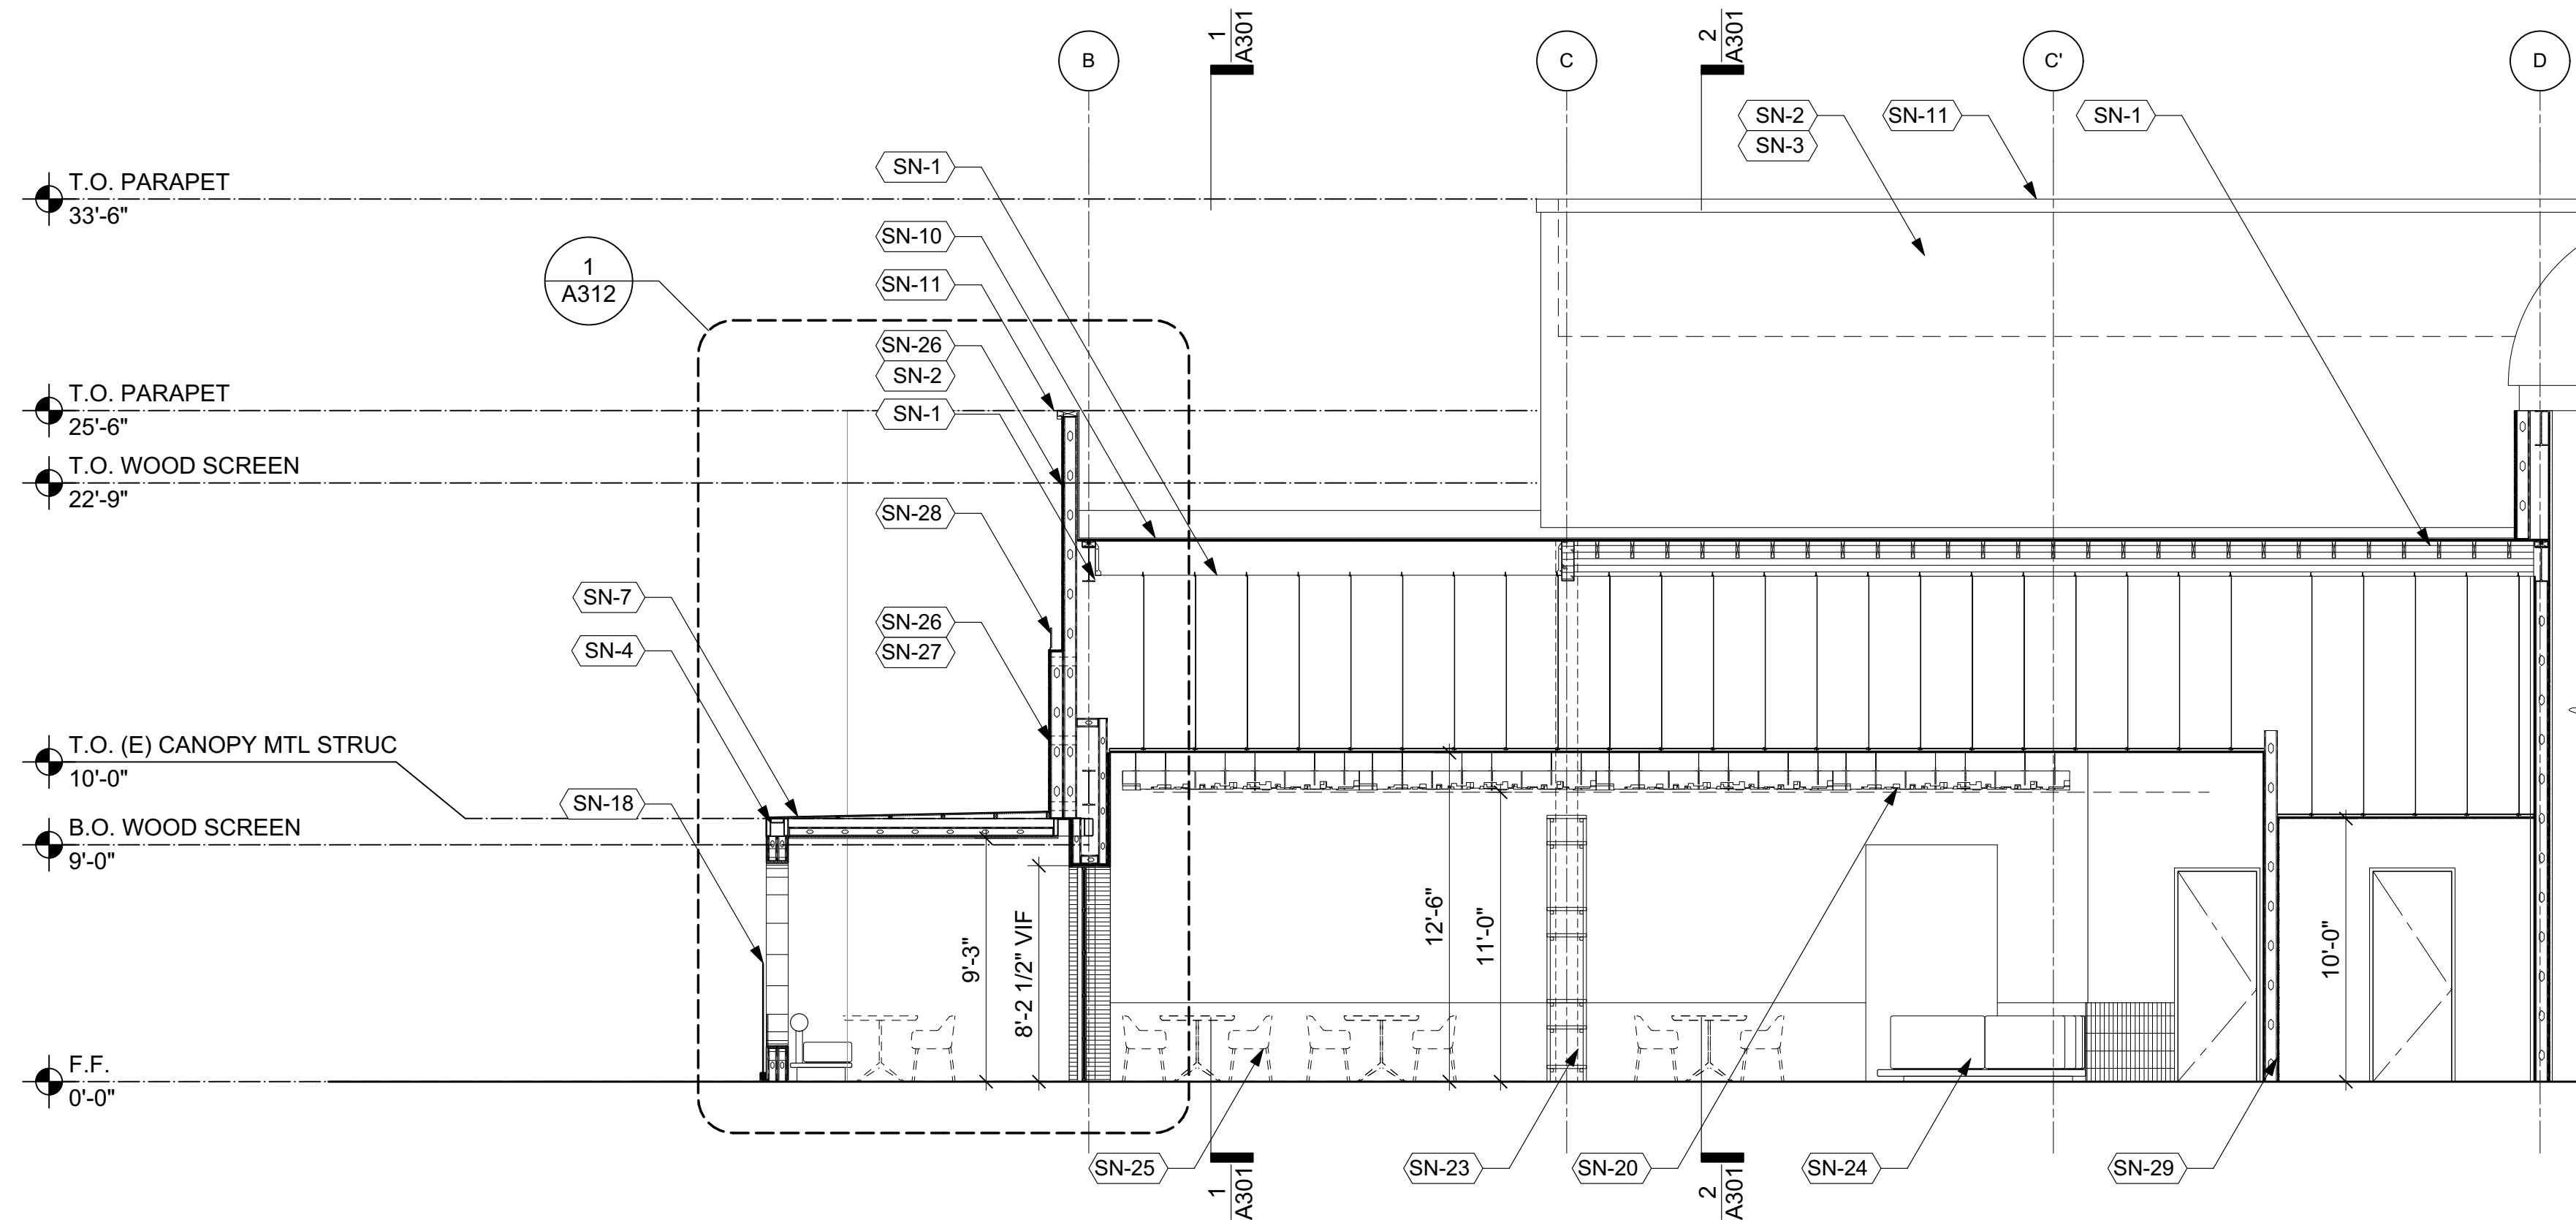 1
A301
2
A301
B
C
C'
D
SN-2
SN-3
SN-11
SN-1
SN-1
T.O. PARAPET
33'-6"
SN-10
1
A312
SN-11
SN-26
SN-2
SN-1
T.O. PARAPET
25'-6"
T.O. WOOD SCREEN
22'-9"
SN-28
SN-7
SN-26
SN-27
SN-4
T.O. (E) CANOPY MTL STRUC
10'-0"
SN-18
B.O. WOOD SCREEN
9'-0"
9'-3"
8'-2 1/2" VIF
12'-6"
11'-0"
10'-0"
F.F.
0'-0"
SN-25
SN-23
SN-20
SN-24
SN-29
1
A301
2
A301